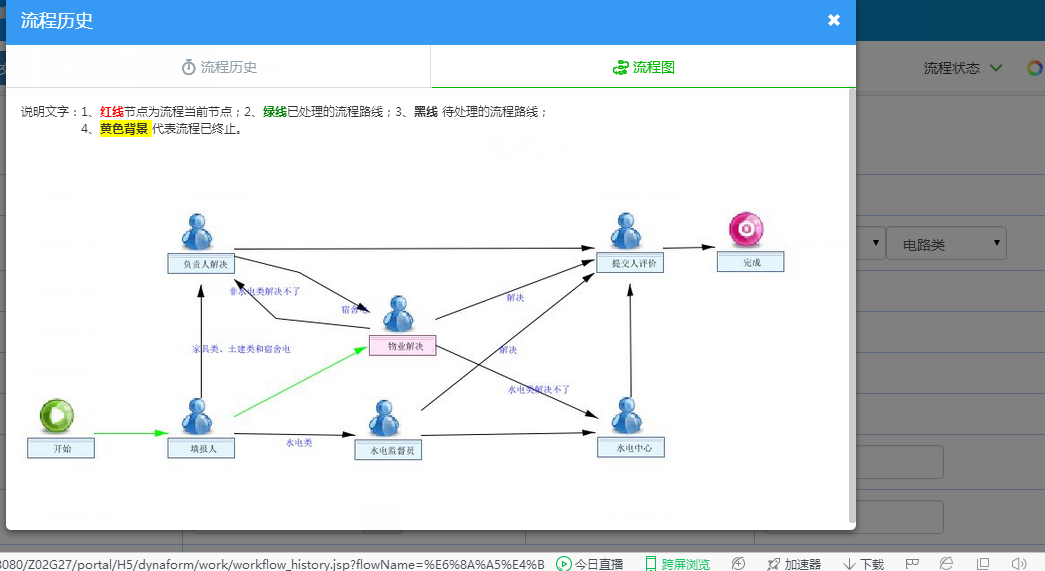 流程历史
流程历史
流程图
流程状态
说明文字：1、红线节点为流程当前节点；2、绿线已处理的流程路线；3、黑线 待处理的流程路线；
4、黄色背景 代表流程已终止。
负责人解决
提交人评价
完成
电路类
非水电类解决不了
宿舍电
解决
物业解决
家具类、土建类和宿舍电
解决
水电类解决不了
开始
填报人
水电类
水电监督员
水电中心
8080/Z02G27/portal/H5/dynaform/work/workflow_history.jsp?flowName=%E6%8A%A5%E4%B
今日直播
跨屏浏览
加速器
下载